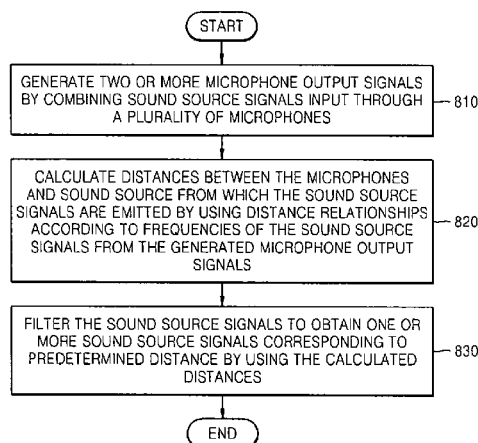 START
GENERATE TWO OR MORE MICROPHONE OUTPUT SIGNALS
BY COMBINING SOUND SOURCE SIGNALS INPUT THROUGH
A PLURALITY OF MICROPHONES
810
CALCULATE DISTANCES BETWEEN THE MICROPHONES
AND SOUND SOURCE FROM WHICH THE SOUND SOURCE
SIGNALS ARE EMITTED BY USING DISTANCE RELATIONSHIPS
ACCORDING TO FREQUENCIES OF THE SOUND SOURCE
SIGNALS FROM THE GENERATED MICROPHONE OUTPUT
SIGNALS
820
FILTER THE SOUND SOURCE SIGNALS TO OBTAIN ONE OR
MORE SOUND SOURCE SIGNALS CORRESPONDING TO
PREDETERMINED DISTANCE BY USING THE CALCULATED
DISTANCES
830
END